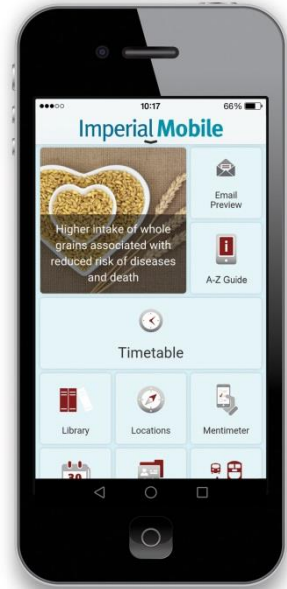 10:17
66%
Imperial Mobile
Higher intake of whole
grains associated with
reduced risk of diseases
and death
Email
Preview
i
A-Z Guide
Timetable
Library
Locations
Mentimeter
30